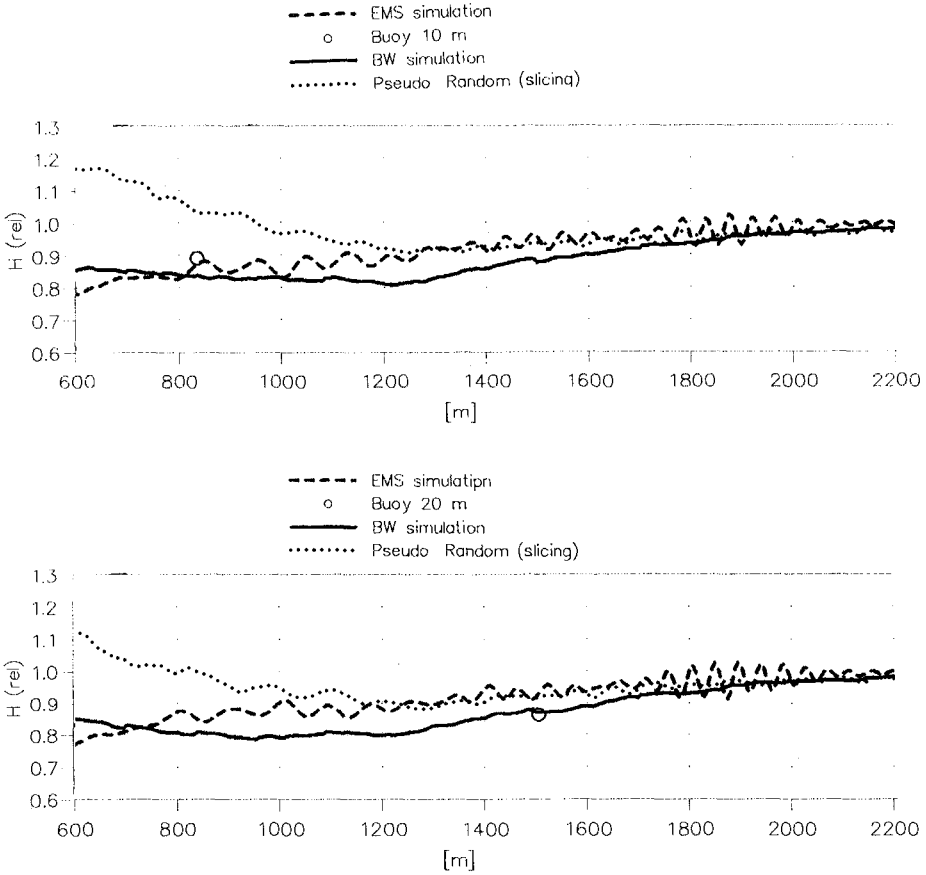 EMS simulation
Buoy 10 m
BW simulation
Pseudo Random (slicing)
1.3
1.2
1.1
1.0
0.9
0.8
0.7
0.6
H (rel)
600 800 1000 1200 1400 1600 1800 2000 2200
[m]
EMS simulatipn
Buoy 20 m
BW simulation
Pseudo Random (slicing)
1.3
1.2
1.1
1.0
0.9
0.8
0.7
0.6
H (rel)
600 800 1000 1200 1400 1600 1800 2000 2200
[m]